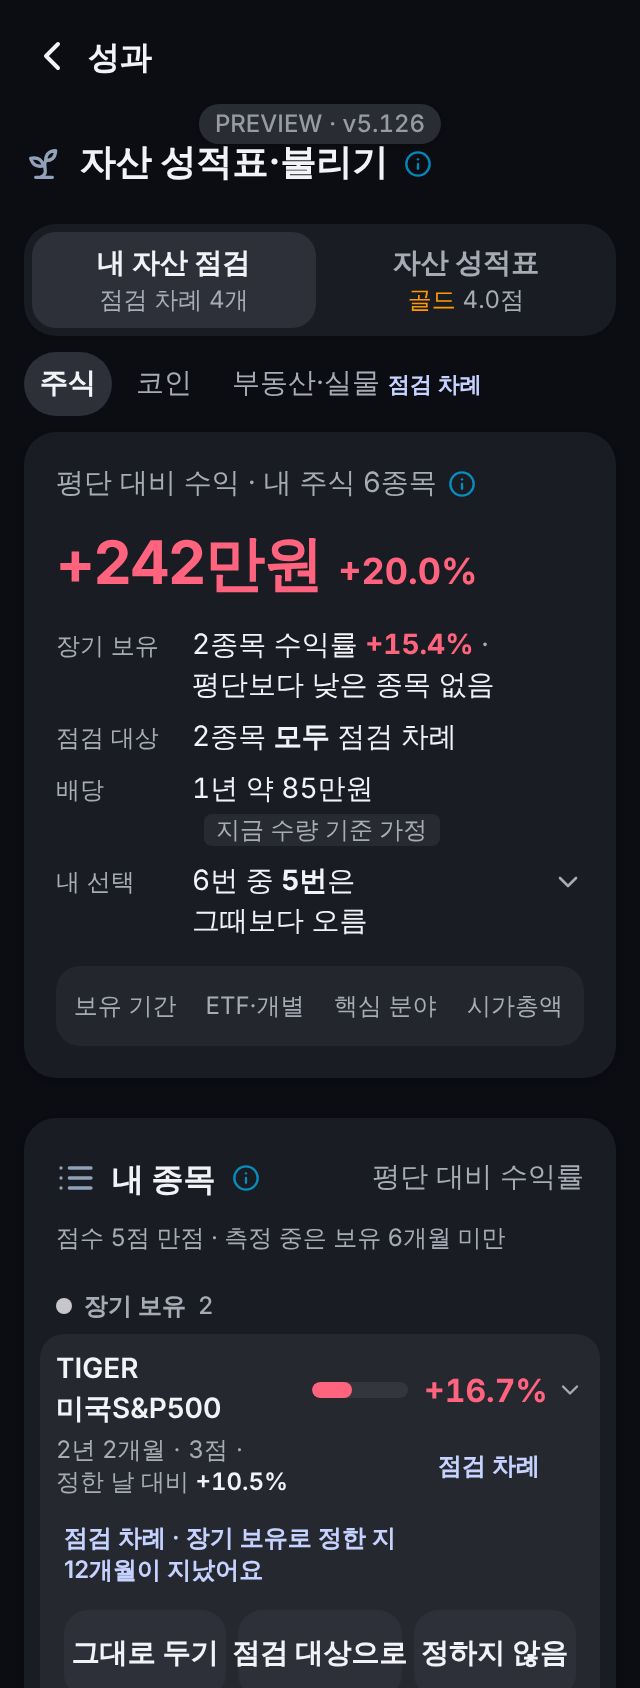 성과
PREVIEW · v5.126
자산 성적표·불리기
내 자산 점검
점검 차례 4개
자산 성적표
골드 4.0점
주식 코인 부동산·실물 점검 차례
평단 대비 수익 · 내 주식 6종목
+242만원 +20.0%
장기 보유 2종목 수익률 +15.4% ·
평단보다 낮은 종목 없음
점검 대상 2종목 모두 점검 차례
배당 1년 약 85만원
지금 수량 기준 가정
내 선택 6번 중 5번은
그때보다 오름
보유 기간 ETF·개별 핵심 분야 시가총액
내 종목 평단 대비 수익률
점수 5점 만점 · 측정 중은 보유 6개월 미만
장기 보유 2
TIGER
미국S&P500
+16.7%
2년 2개월 · 3점 ·
정한 날 대비 +10.5%
점검 차례
점검 차례 · 장기 보유로 정한 지
12개월이 지났어요
그대로 두기 점검 대상으로 정하지 않음